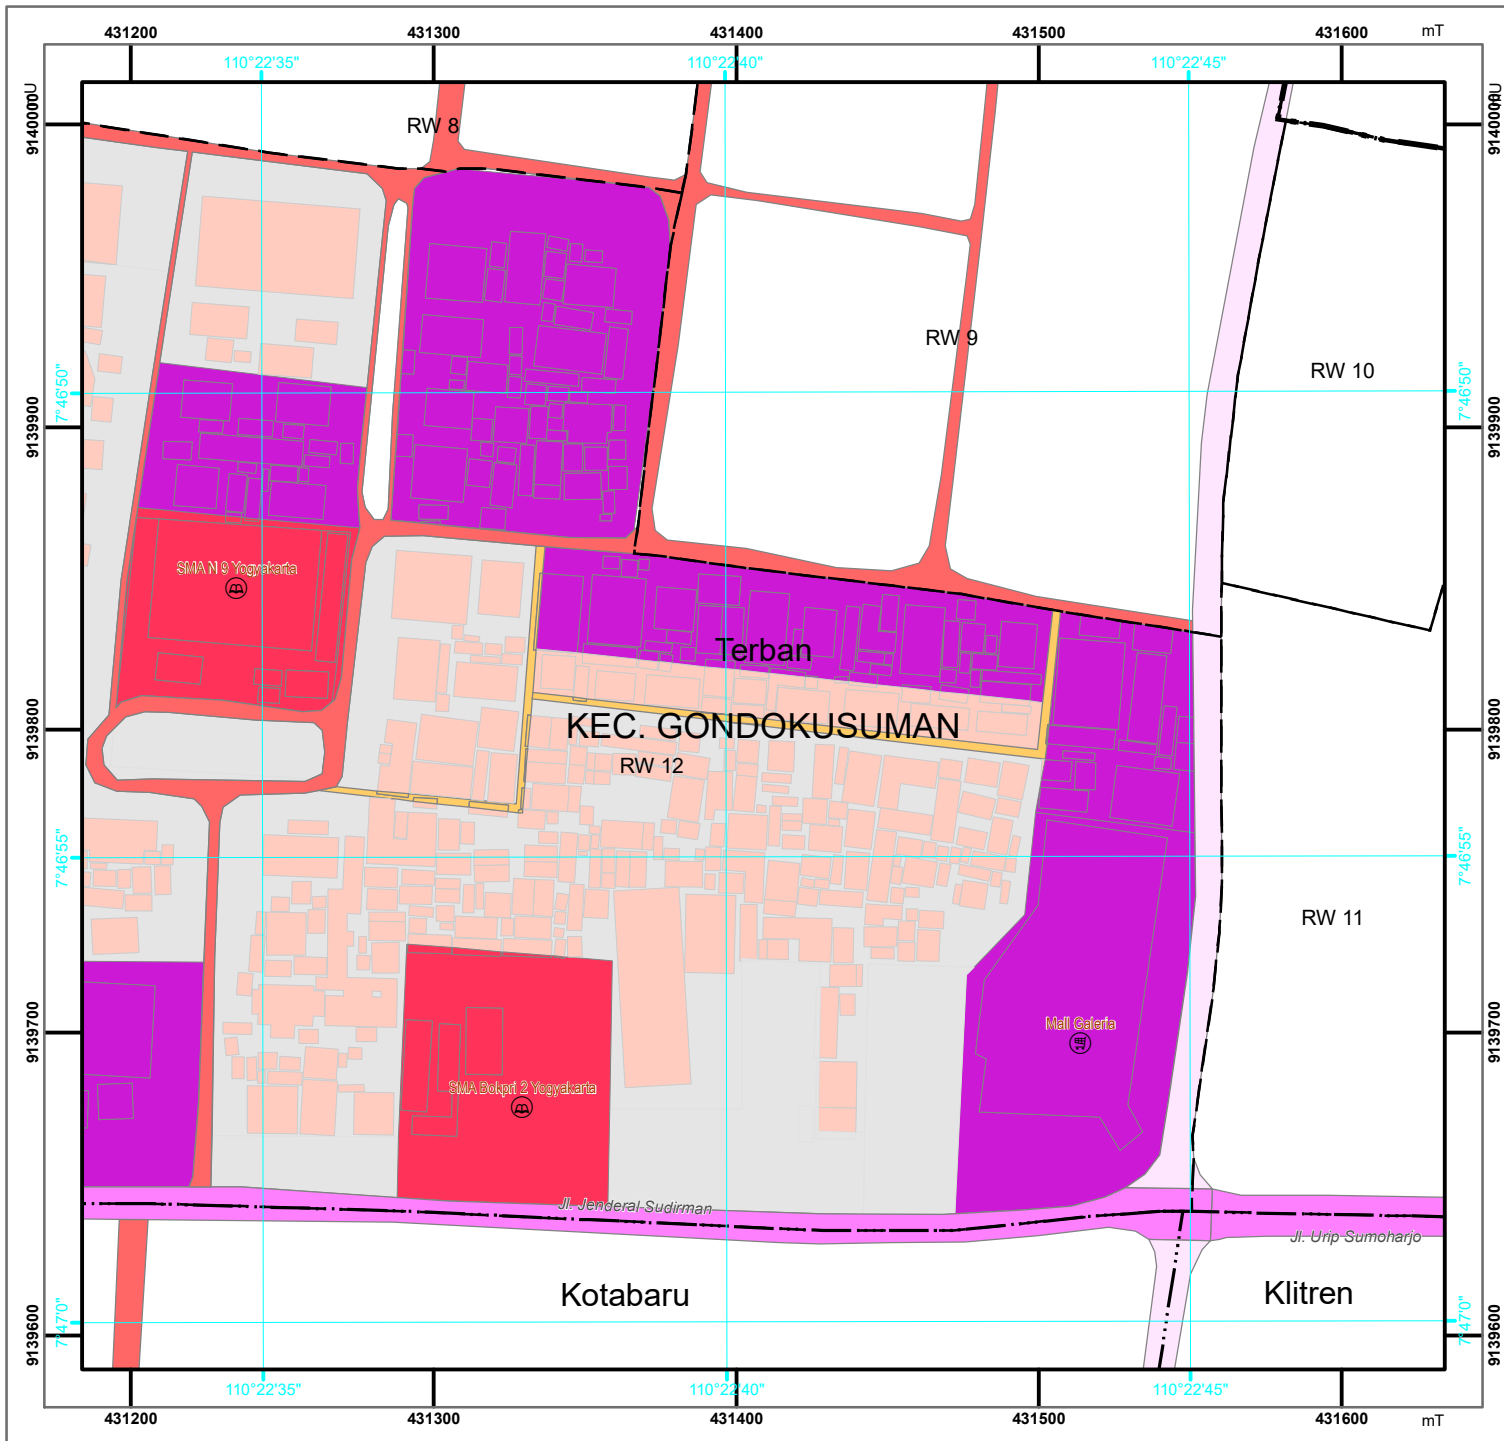 431200 431300 431400 431500 431600 mT
110°22'35" 110°22'40" 110°22'45"
9140000 mU
9140000 mU
RW 8
RW 9
RW 10
7°46'50"
7°46'50"
9139900
9139900
SMA N 9 Yogyakarta
Terban
KEC. GONDOKUSUMAN
9139800
9139800
RW 12
7°46'55"
7°46'55"
RW 11
9139700
9139700
Mall Galeria
SMA Bokpri 2 Yogyakarta
Jl. Jenderal Sudirman
Jl. Urip Sumoharjo
Kotabaru
Klitren
7°47'0"
7°47'0"
9139600
9139600
110°22'35" 110°22'40" 110°22'45"
431200 431300 431400 431500 431600 mT